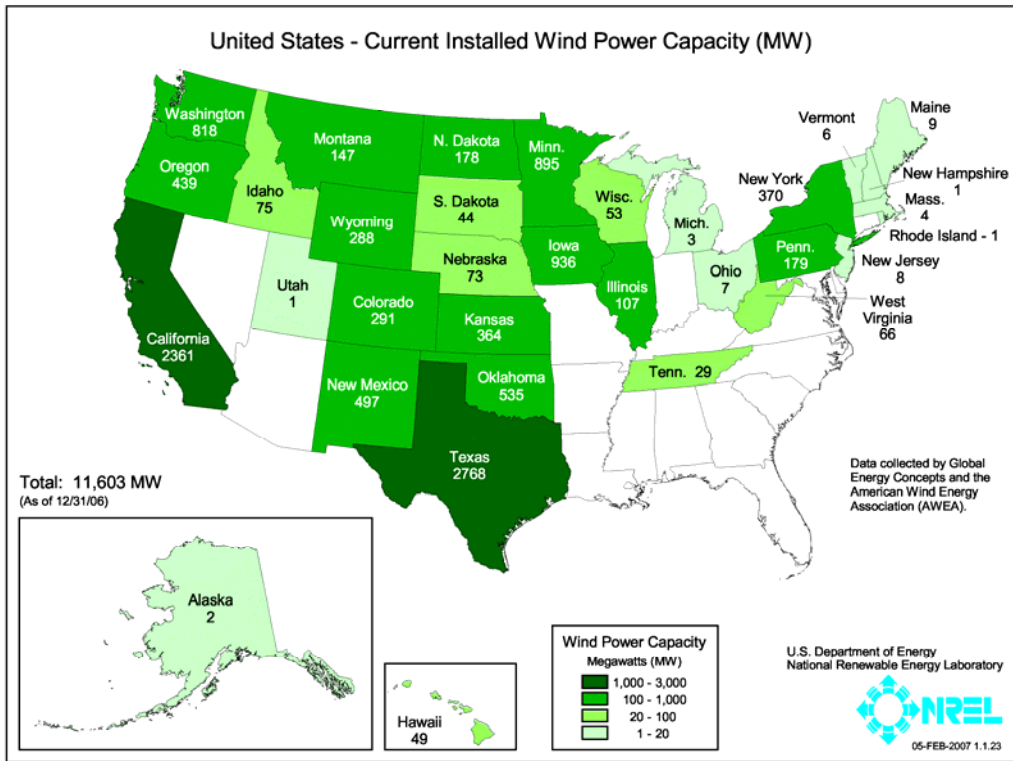 United States - Current Installed Wind Power Capacity (MW)
Washington
818
Oregon
439
California
2361
Idaho
75
Montana
147
Wyoming
288
Utah
1
Colorado
291
New Mexico
497
N. Dakota
178
S. Dakota
44
Nebraska
73
Kansas
364
Oklahoma
535
Texas
2768
Minn.
895
Iowa
936
Wisc.
53
Illinois
107
Mich.
3
Ohio
7
Tenn. 29
Penn.
179
New York
370
Vermont
6
Maine
9
New Hampshire
1
Mass.
4
Rhode Island - 1
New Jersey
8
West
Virginia
66
Total: 11,603 MW
(As of 12/31/06)
Data collected by Global
Energy Concepts and the
American Wind Energy
Association (AWEA).
Alaska
2
Hawaii
49
Wind Power Capacity
Megawatts (MW)
1,000 - 3,000
100 - 1,000
20 - 100
1 - 20
U.S. Department of Energy
National Renewable Energy Laboratory
NREL
05-FEB-2007 1.1.23